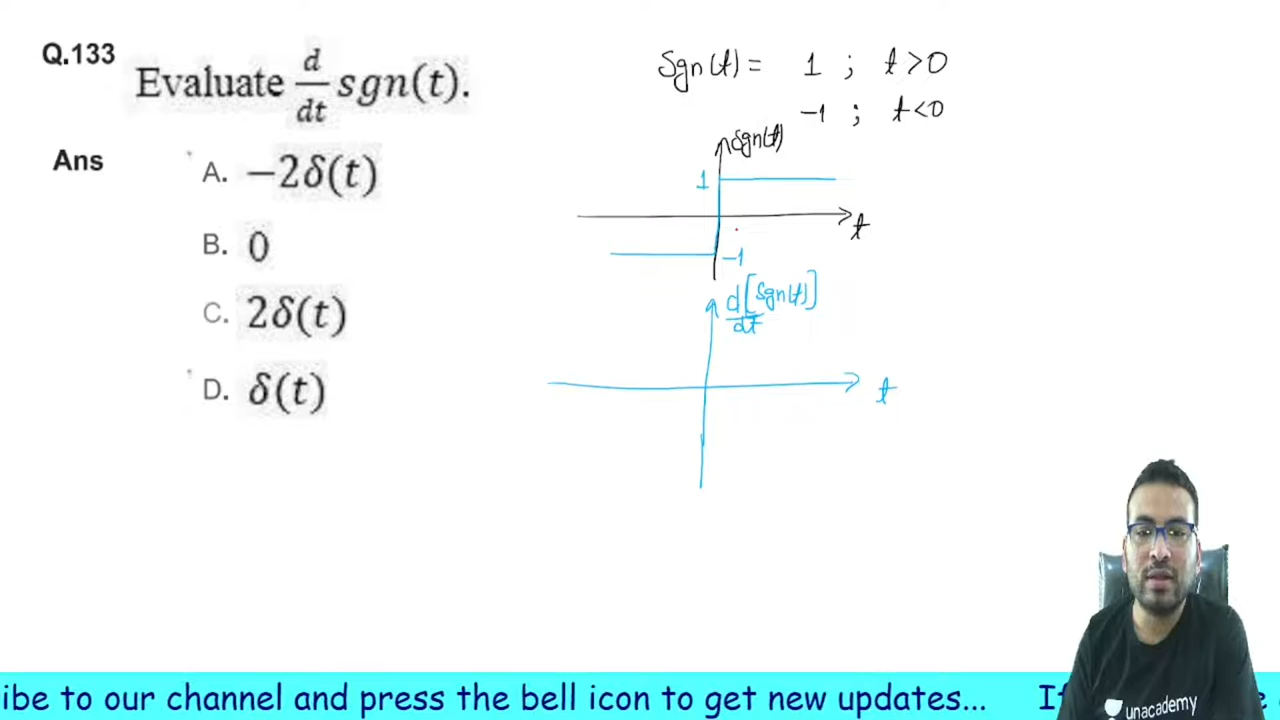 Q.133
Evaluate d/dt sgn(t).
Ans
A. −2δ(t)
B. 0
C. 2δ(t)
D. δ(t)
Sgn(t) = 1 ; t>0
-1 ; t<0
Sgn(t)
1
t
-1
d/dt [Sgn(t)]
t
unacademy
ibe to our channel and press the bell icon to get new updates... If